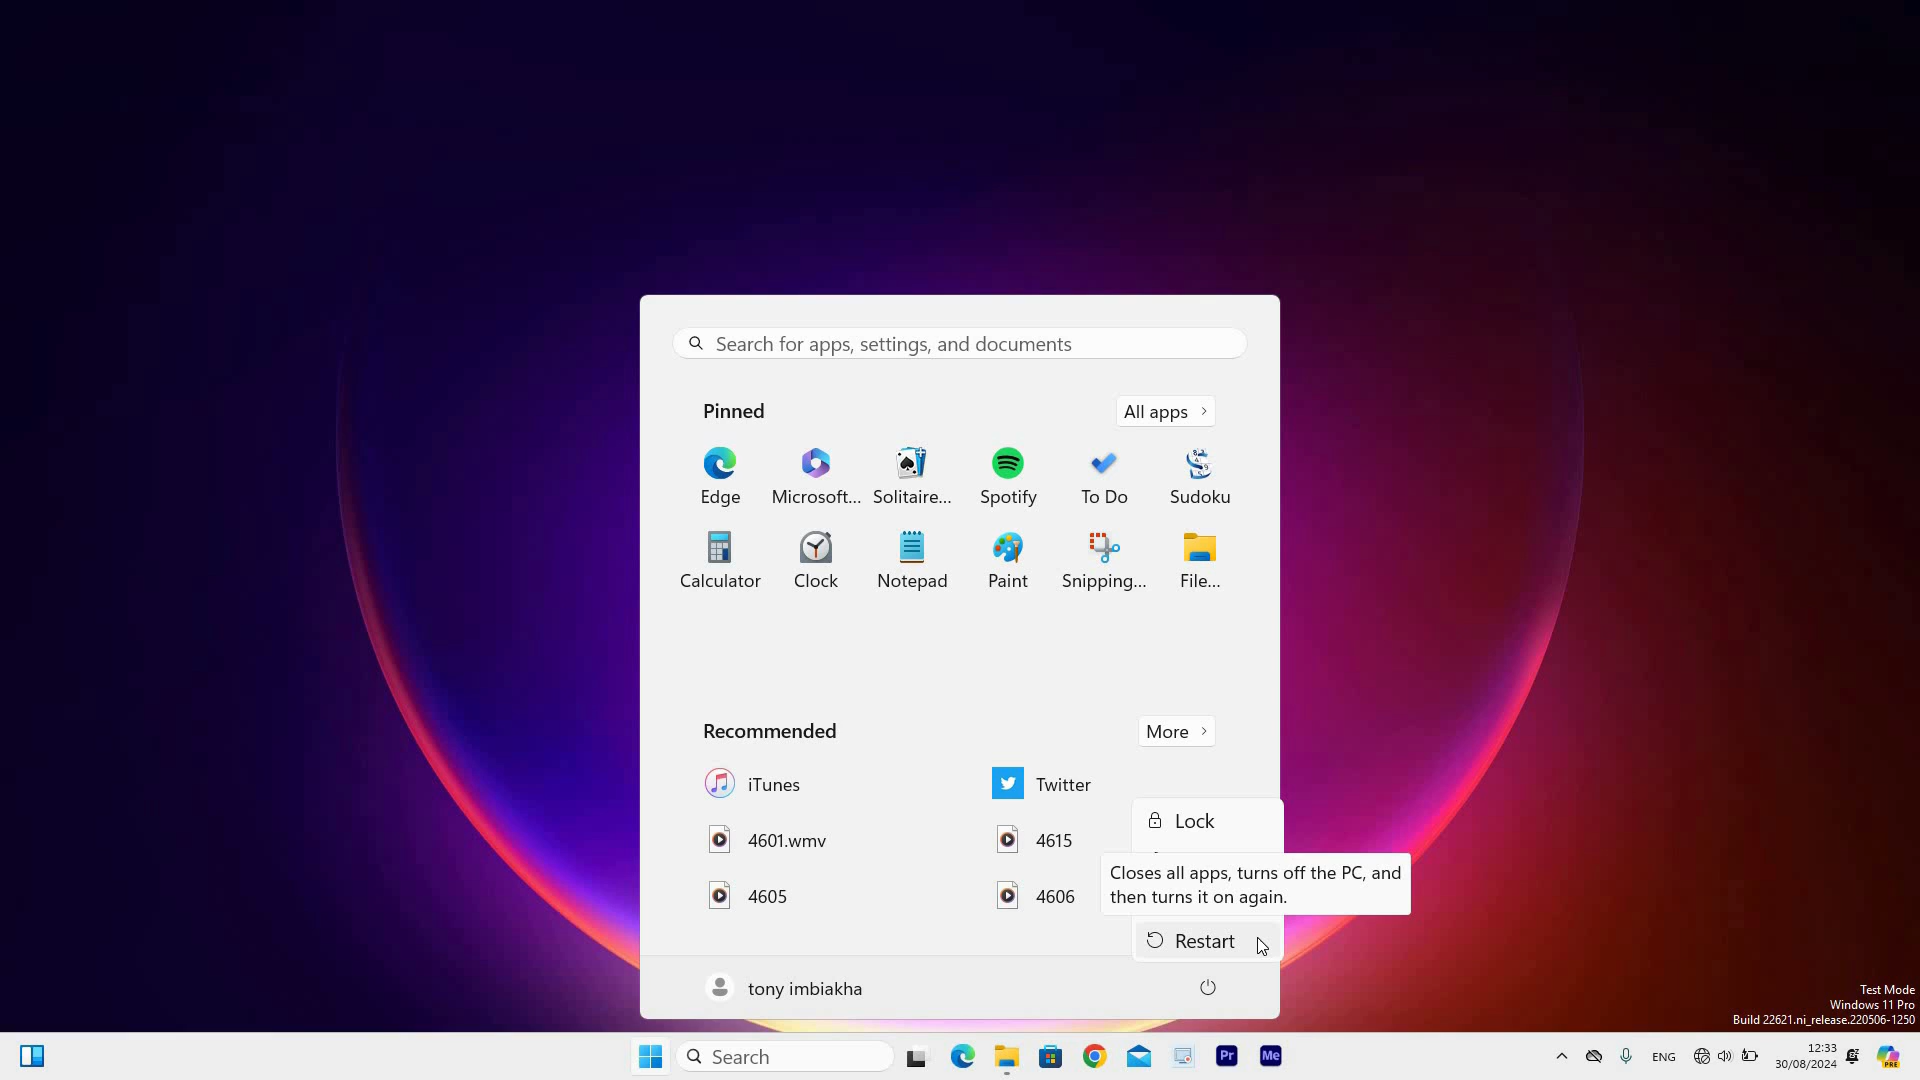 Search for apps, settings, and documents
Pinned
All apps
Edge
Microsoft...
Solitaire...
Spotify
To Do
Sudoku
Calculator
Clock
Notepad
Paint
Snipping...
File...
Recommended
More
iTunes
Twitter
4601.wmv
4615
4605
4606
Lock
Closes all apps, turns off the PC, and
then turns it on again.
Restart
tony imbiakha
Test Mode
Windows 11 Pro
Build 22621.ni_release.220506-1250
Search
Pr
Me
ENG
12:33
30/08/2024
PRE